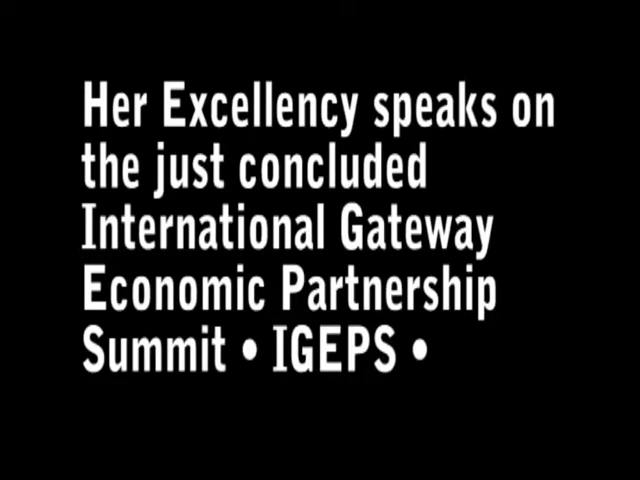 Her Excellency speaks on
the just concluded
International Gateway
Economic Partnership
Summit • IGEPS •